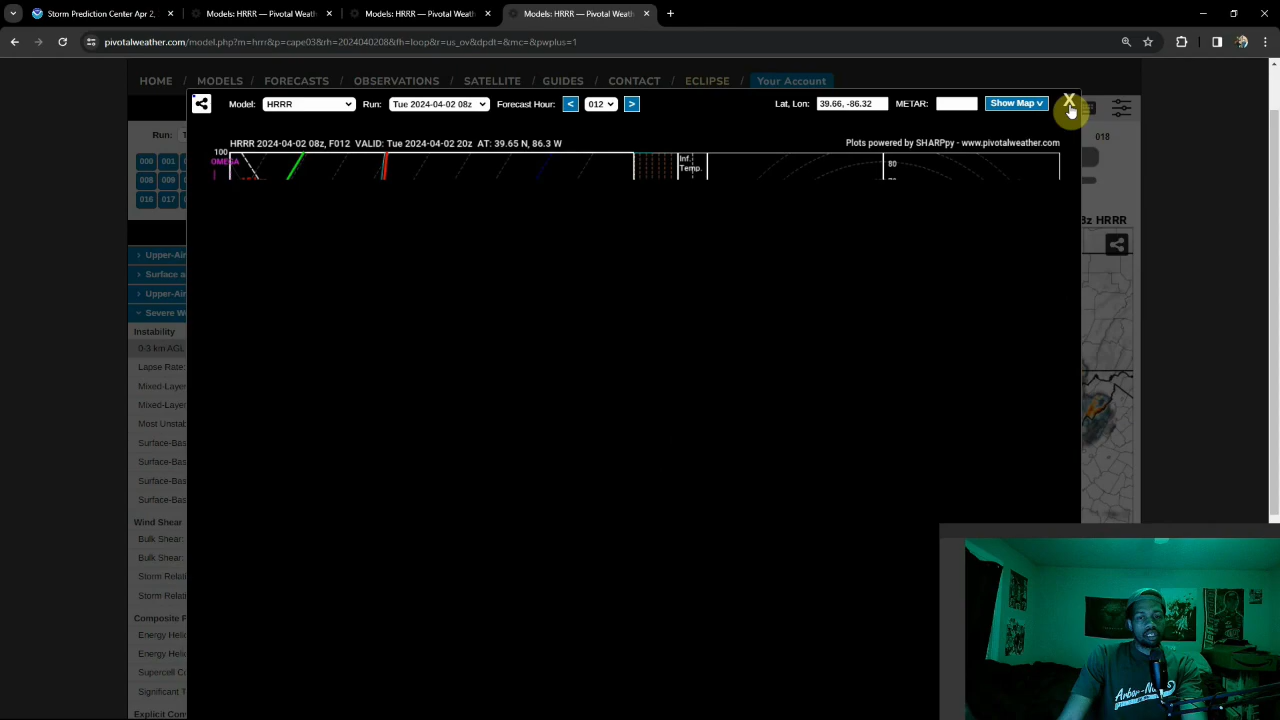 Storm Prediction Center Apr 2,
Models: HRRR — Pivotal Weath
Models: HRRR — Pivotal Weath
Models: HRRR — Pivotal Weath
pivotalweather.com/model.php?m=hrrr&p=cape03&rh=2024040208&fh=loop&r=us_ov&dpdt=&mc=&pwplus=1
HOME / MODELS / FORECASTS / OBSERVATIONS / SATELLITE / GUIDES / CONTACT / ECLIPSE / Your Account
Model: HRRR Run: Tue 2024-04-02 08z Forecast Hour: < 012 > Lat, Lon: 39.66, -86.32 METAR: Show Map X
Run: T
018
HRRR 2024-04-02 08z, F012 VALID: Tue 2024-04-02 20z AT: 39.65 N, 86.3 W
Plots powered by SHARPpy - www.pivotalweather.com
100
OMEGA
Inf.
Temp.
80
000 001
008 009
016 017
3z HRRR
Upper-Air
Surface a
Upper-Air
Severe We
Instability
0-3 km AGL
Lapse Rate:
Mixed-Layer
Mixed-Layer
Most Unstab
Surface-Bas
Surface-Bas
Surface-Bas
Surface-Bas
Wind Shear
Bulk Shear:
Bulk Shear:
Storm Relati
Storm Relati
Composite P
Energy Helic
Energy Helic
Supercell Co
Significant T
Explicit Conv
Arbor-N